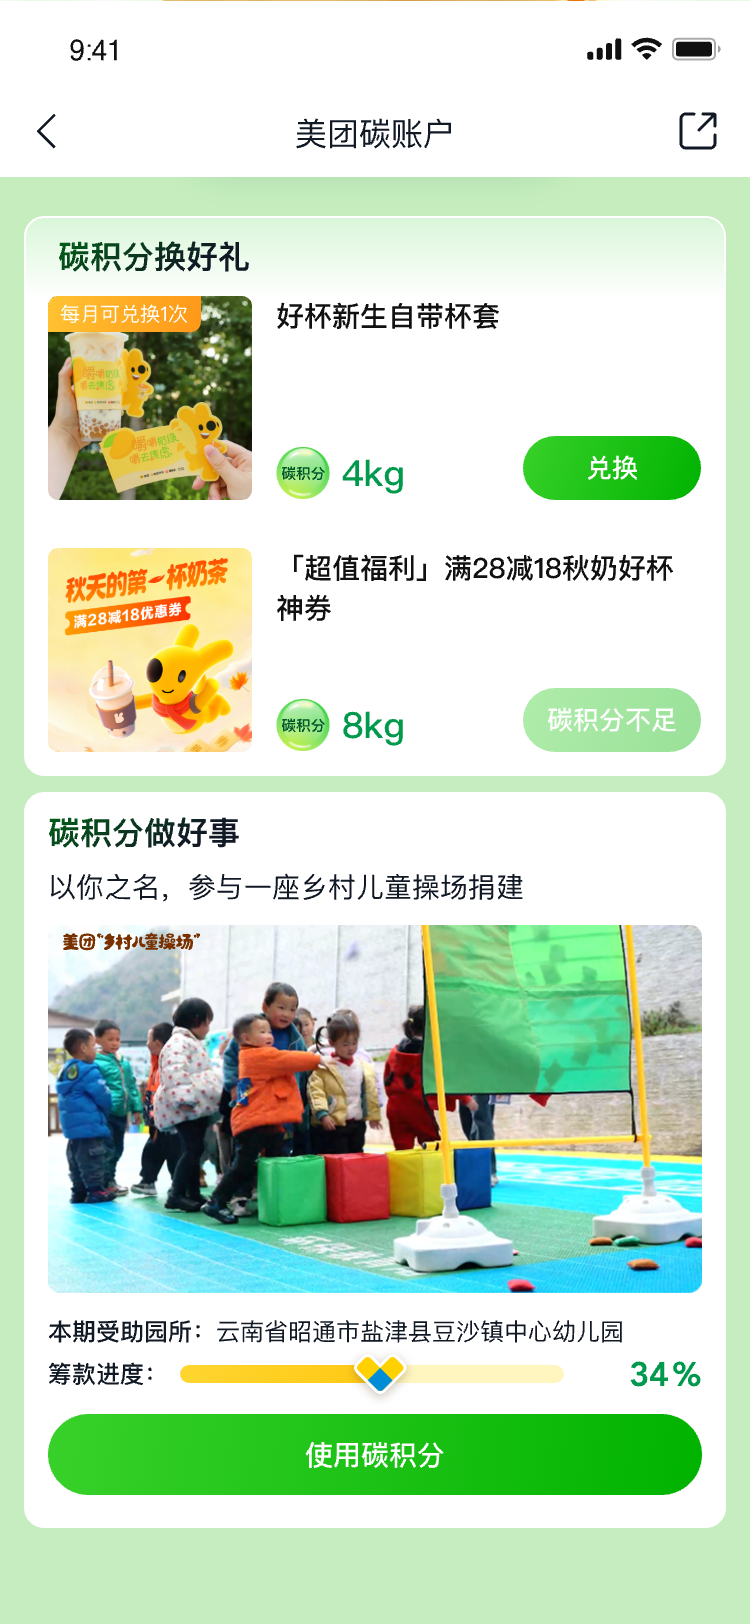 9:41
美团碳账户
碳积分换好礼
每月可兑换1次
好杯新生自带杯套
碳积分
4kg
兑换
秋天的第一杯奶茶
满28减18优惠券
「超值福利」满28减18秋奶好杯
神券
碳积分
8kg
碳积分不足
碳积分做好事
以你之名，参与一座乡村儿童操场捐建
美团“乡村儿童操场”
本期受助园所：云南省昭通市盐津县豆沙镇中心幼儿园
筹款进度：
34%
使用碳积分